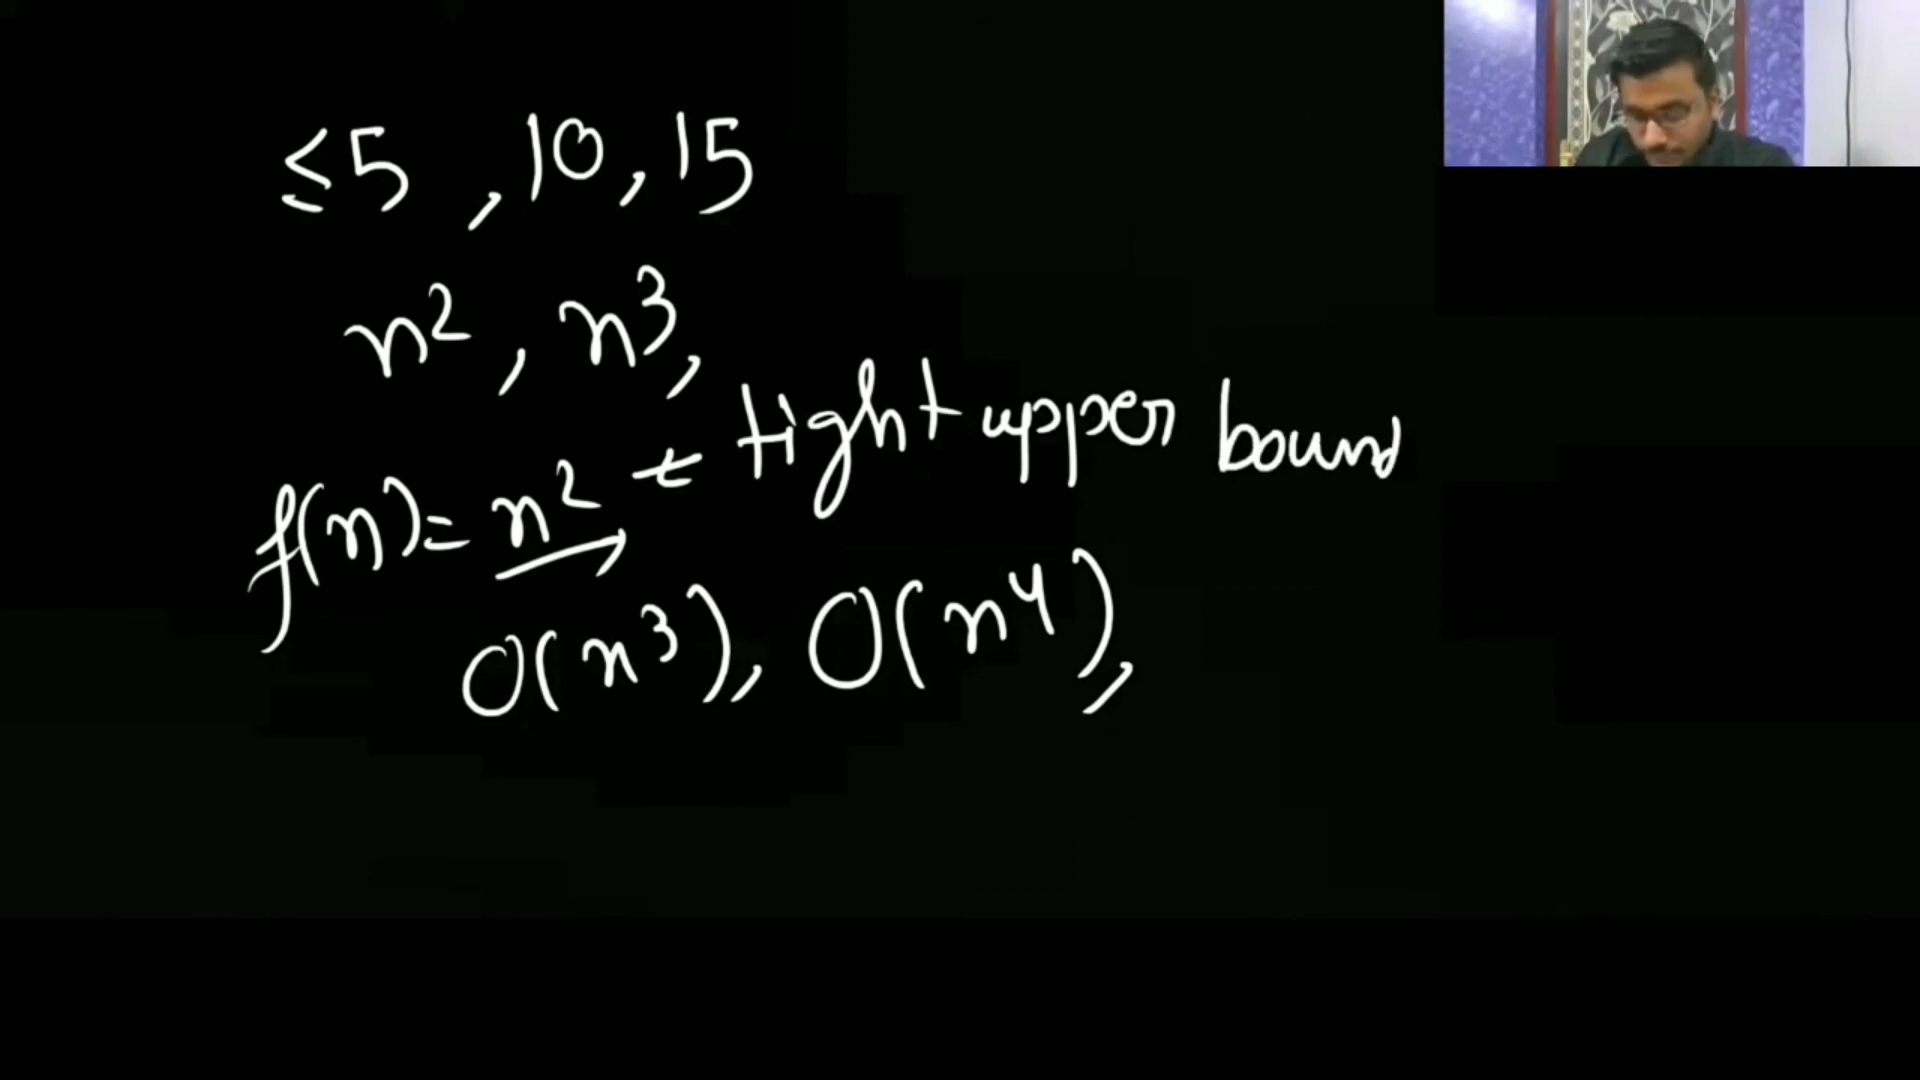 ≤5, 10, 15
n², n³,
f(n) = n² ← tight upper bound
O(n³), O(n⁴),